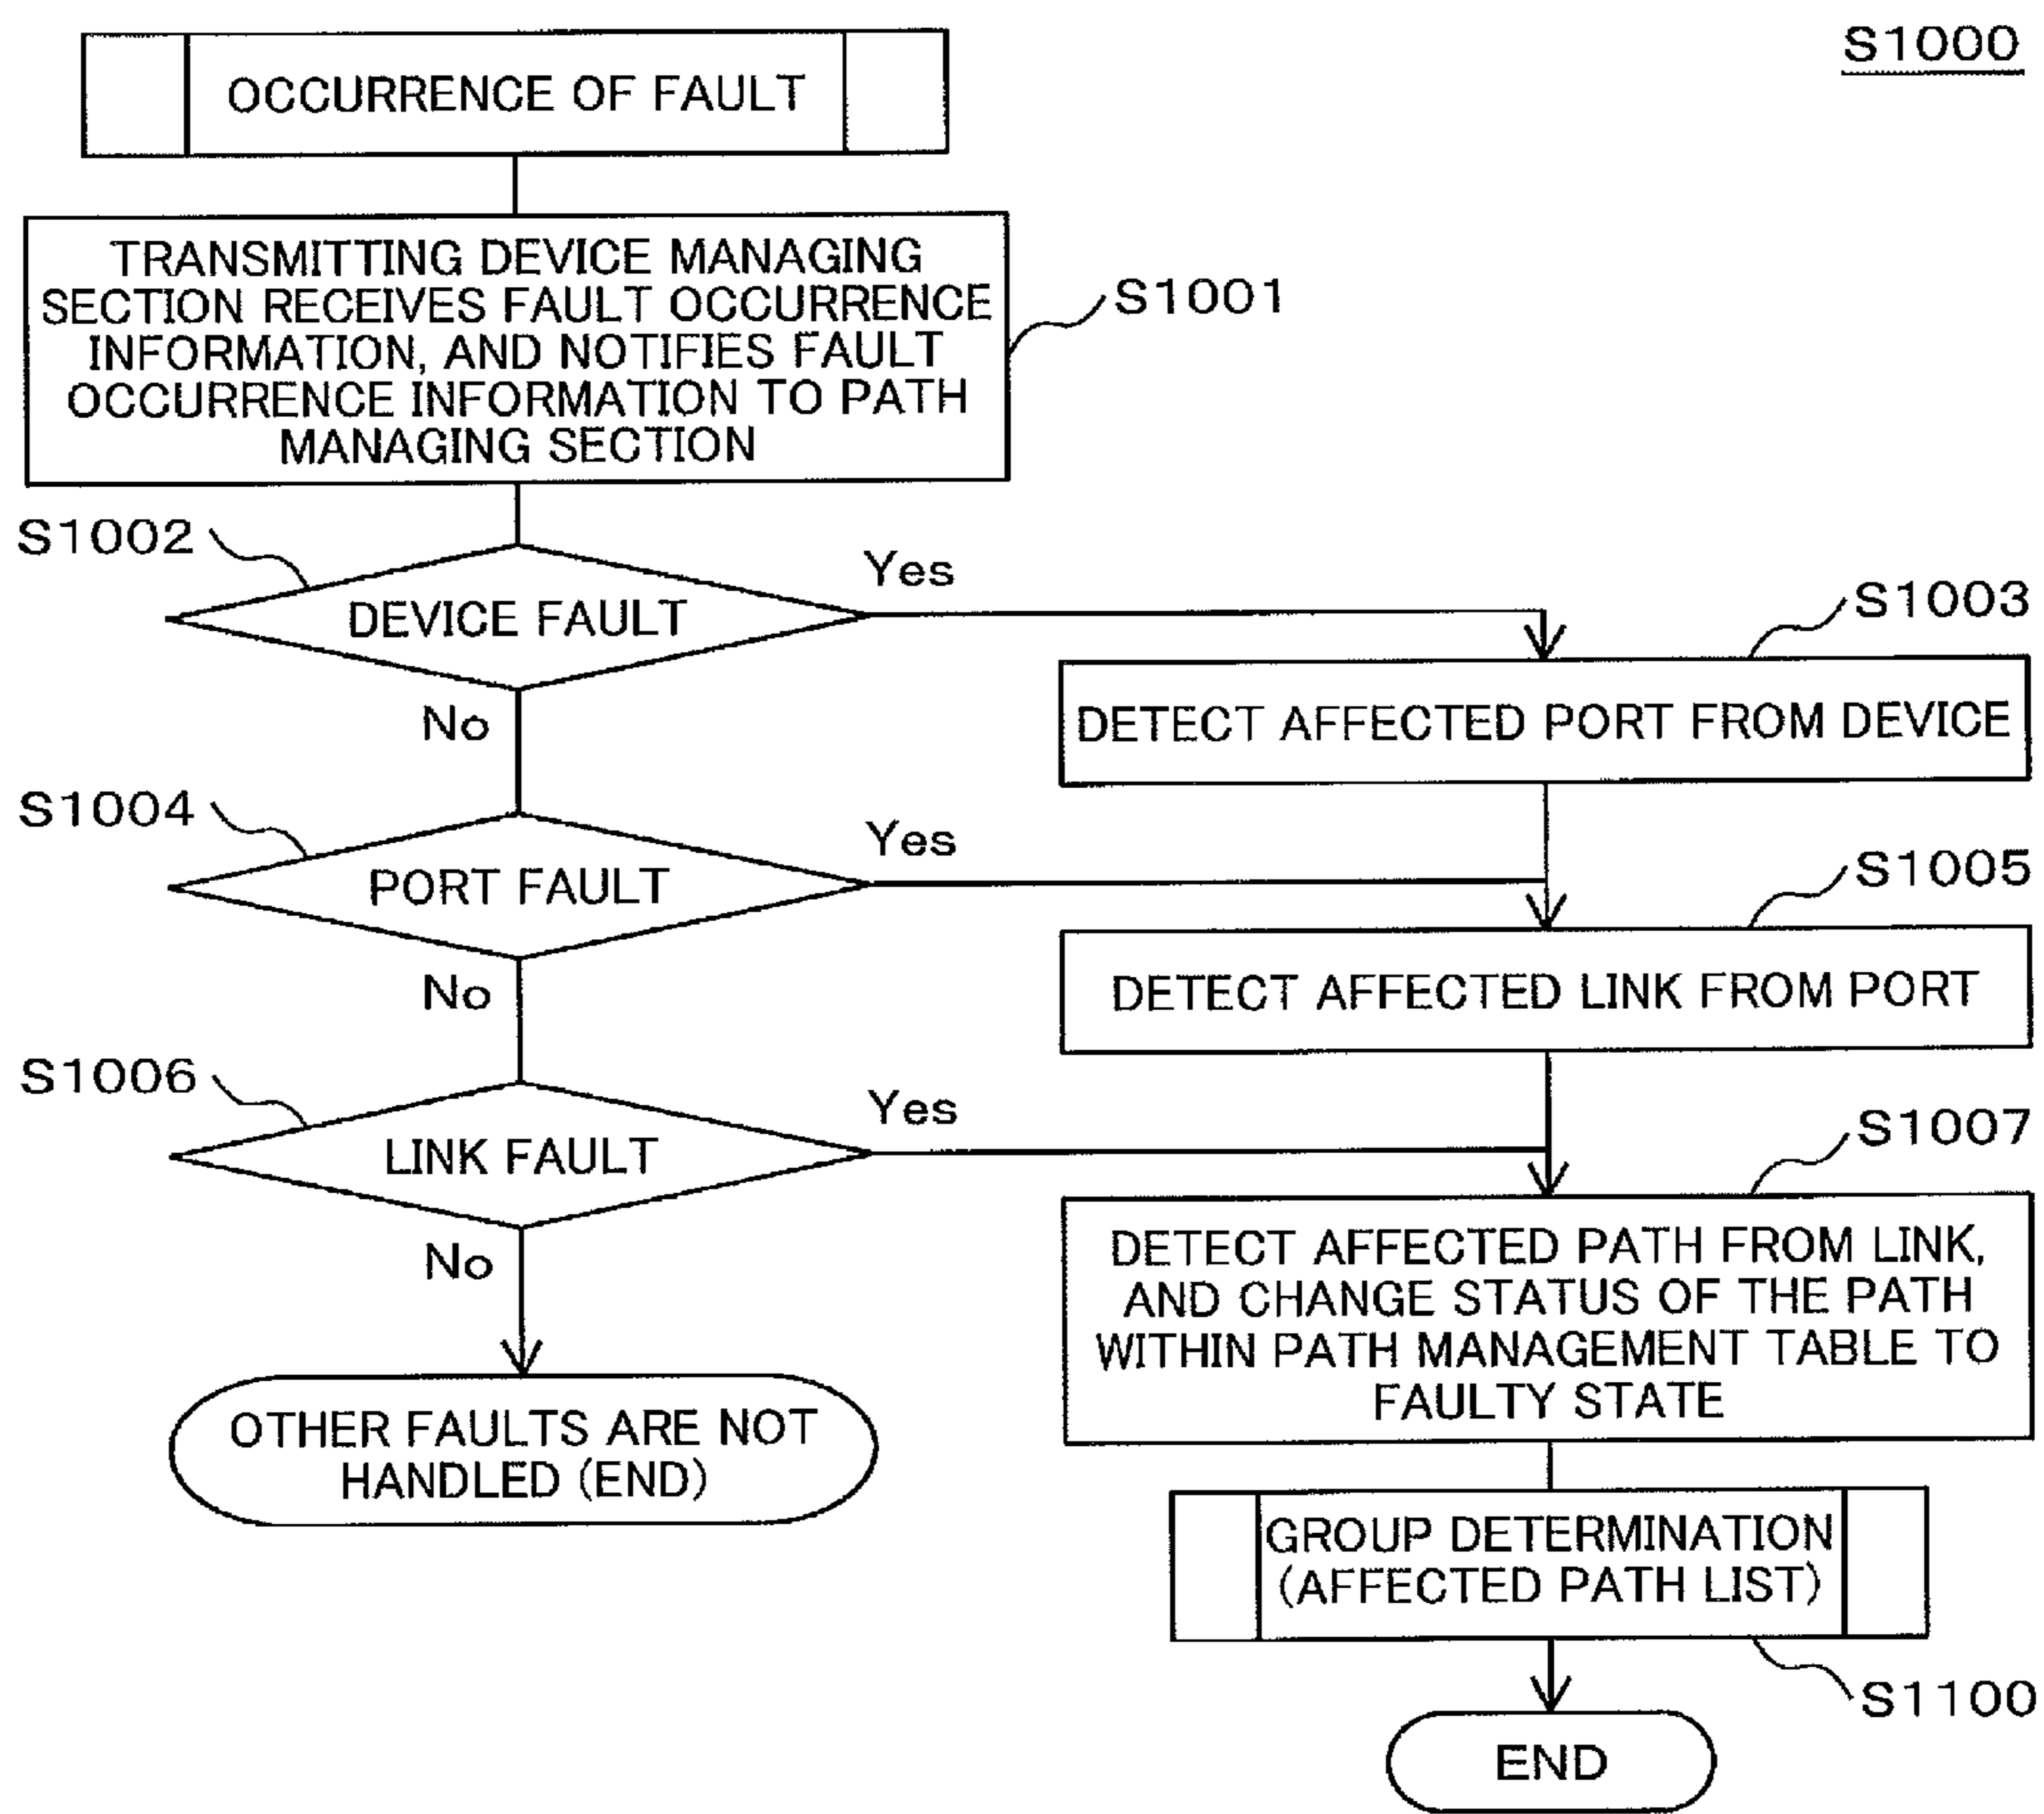 S1000
OCCURRENCE OF FAULT
TRANSMITTING DEVICE MANAGING
SECTION RECEIVES FAULT OCCURRENCE
INFORMATION, AND NOTIFIES FAULT
OCCURRENCE INFORMATION TO PATH
MANAGING SECTION
S1001
S1002
DEVICE FAULT
Yes
No
S1003
DETECT AFFECTED PORT FROM DEVICE
S1004
PORT FAULT
Yes
No
S1005
DETECT AFFECTED LINK FROM PORT
S1006
LINK FAULT
Yes
No
S1007
DETECT AFFECTED PATH FROM LINK,
AND CHANGE STATUS OF THE PATH
WITHIN PATH MANAGEMENT TABLE TO
FAULTY STATE
OTHER FAULTS ARE NOT
HANDLED (END)
GROUP DETERMINATION
(AFFECTED PATH LIST)
S1100
END